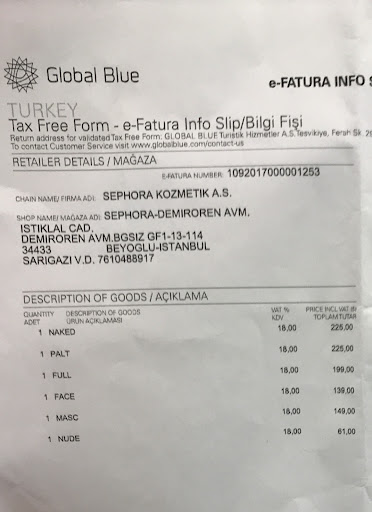 Global Blue
e-FATURA INFO
TURKEY
Tax Free Form - e-Fatura Info Slip/Bilgi Fişi
Return address for validated Tax Free Form: GLOBAL BLUE Turistik Hizmetler A.S. Tesvikiye, Ferah Sk.
To contact Customer Service visit www.globalblue.com/contact-us
RETAILER DETAILS / MAĞAZA
E-FATURA NUMBER: 1092017000001253
CHAIN NAME/ FIRMA ADI: SEPHORA KOZMETIK A.S.
SHOP NAME/ MAĞAZA ADI: SEPHORA-DEMIROREN AVM.
ISTIKLAL CAD.
DEMIROREN AVM.BGSIZ GF1-13-114
34433 BEYOGLU-ISTANBUL
SARIGAZI V.D. 7610488917
DESCRIPTION OF GOODS / AÇIKLAMA
QUANTITY DESCRIPTION OF GOODS VAT % PRICE INCL VAT IN
ADET ÜRÜN AÇIKLAMASI KDV TOPLAM TUTAR
1 NAKED 18,00 225,00
1 PALT 18,00 225,00
1 FULL 18,00 199,00
1 FACE 18,00 139,00
1 MASC 18,00 149,00
1 NUDE 18,00 61,00